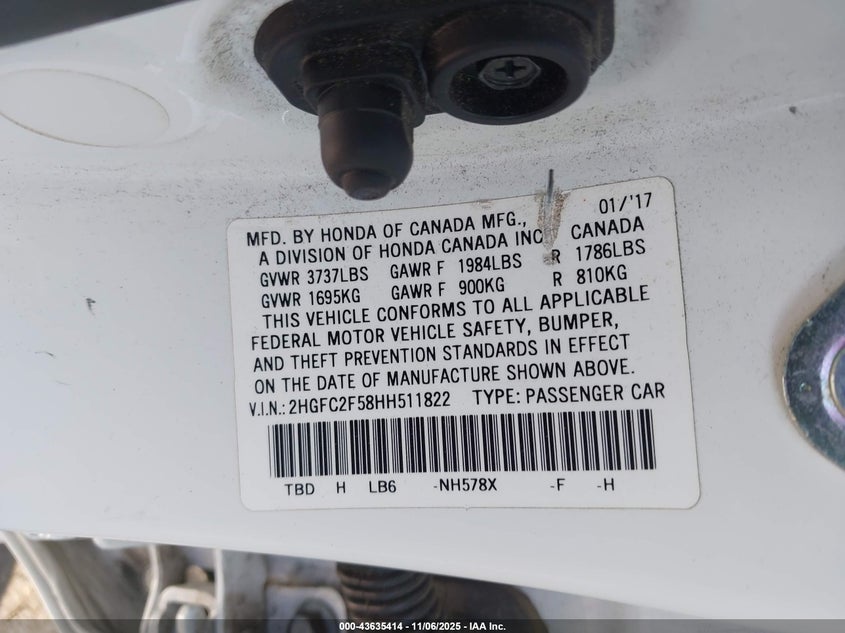 01/'17
MFD. BY HONDA OF CANADA MFG., CANADA
A DIVISION OF HONDA CANADA INC.
GVWR 3737LBS GAWR F 1984LBS R 1786LBS
GVWR 1695KG GAWR F 900KG R 810KG
THIS VEHICLE CONFORMS TO ALL APPLICABLE
FEDERAL MOTOR VEHICLE SAFETY, BUMPER,
AND THEFT PREVENTION STANDARDS IN EFFECT
ON THE DATE OF MANUFACTURE SHOWN ABOVE.
V.I.N.: 2HGFC2F58HH511822 TYPE: PASSENGER CAR
TBD H LB6 -NH578X -F -H
000-43635414 - 11/06/2025 - IAA Inc.